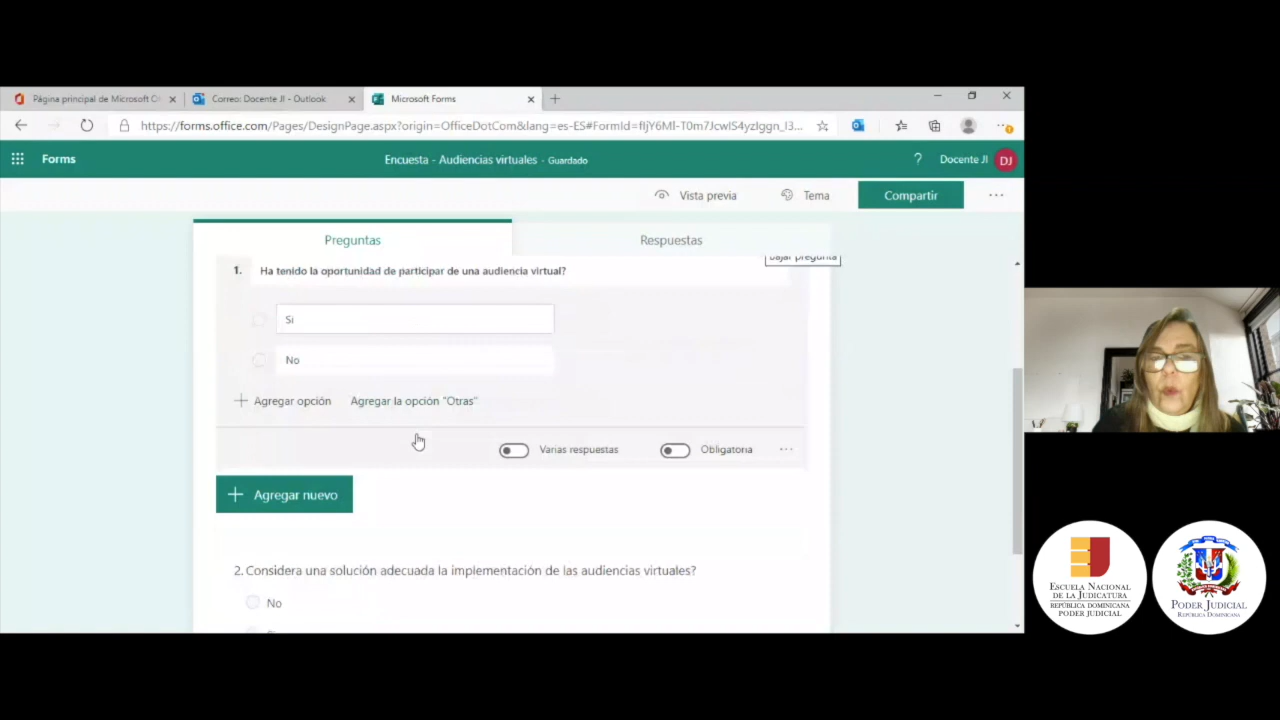 Página principal de Microsoft Of
Correo: Docente JI - Outlook
Microsoft Forms
https://forms.office.com/Pages/DesignPage.aspx?origin=OfficeDotCom&lang=es-ES#FormId=
Forms
Encuesta - Audiencias virtuales - Guardado
?
Docente JI
DJ
Vista previa
Tema
Compartir
...
Preguntas
Respuestas
Bajar pregunta
1. Ha tenido la oportunidad de participar de una audiencia virtual?
Si
No
+ Agregar opción
Agregar la opción "Otras"
Varias respuestas
Obligatoria
...
+ Agregar nuevo
2. Considera una solución adecuada la implementación de las audiencias virtuales?
No
ESCUELA NACIONAL
DE LA JUDICATURA
REPÚBLICA DOMINICANA
PODER JUDICIAL
PODER JUDICIAL
REPÚBLICA DOMINICANA